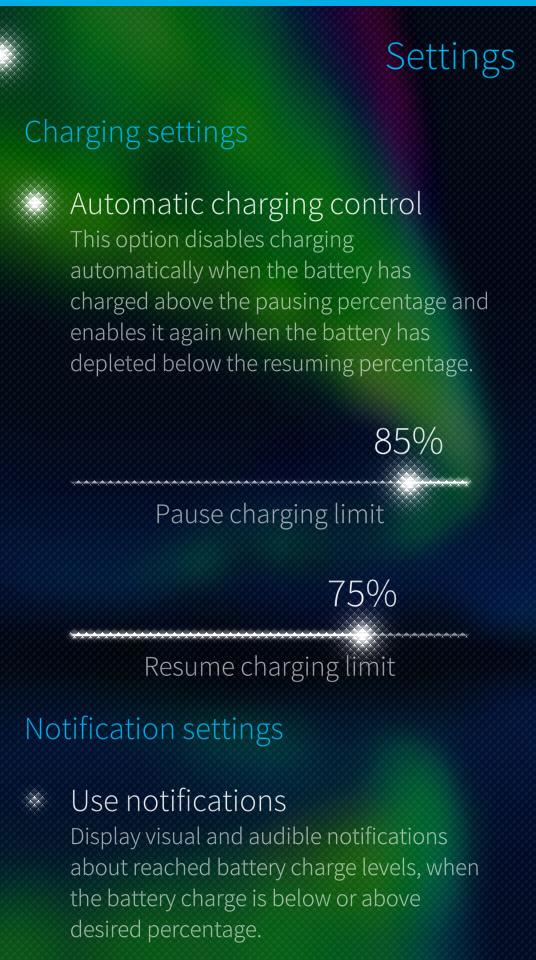 Settings
Charging settings
Automatic charging control
This option disables charging
automatically when the battery has
charged above the pausing percentage and
enables it again when the battery has
depleted below the resuming percentage.
85%
Pause charging limit
75%
Resume charging limit
Notification settings
Use notifications
Display visual and audible notifications
about reached battery charge levels, when
the battery charge is below or above
desired percentage.